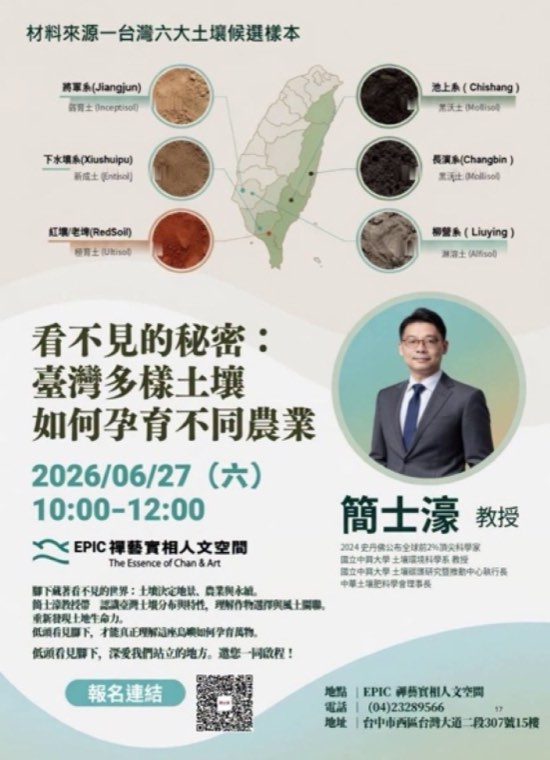 材料來源－台灣六大土壤候選樣本
將軍系(Jiangjun)
弱育土 (Inceptisol)
池上系 ( Chishang )
黑沃土 (Mollisol)
下水埔系(Xiushuipu)
新成土 (Entisol)
長濱系(Changbin )
黑沃土 (Mollisol)
紅壤/老埤(RedSoil)
極育土 (Ultisol)
柳營系 ( Liuying )
淋溶土 (Alfisol)
看不見的秘密：
臺灣多樣土壤
如何孕育不同農業
2026/06/27（六）
10:00-12:00
簡士濠 教授
EPIC 禪藝實相人文空間
The Essence of Chan & Art
2024 史丹佛公布全球前2%頂尖科學家
國立中興大學 土壤環境科學系 教授
國立中興大學 土壤碳匯研究暨推動中心執行長
中華土壤肥料學會理事長
腳下藏著看不見的世界：土壤決定地景、農業與永續。
簡士濠教授帶 認識臺灣土壤分布與特性，理解作物選擇與風土關聯，
重新發現土地生命力。
低頭看見腳下，才能真正理解這座島嶼如何孕育萬物。
低頭看見腳下，深愛我們站立的地方。邀您一同啟程！
報名連結
地點 ｜EPIC 禪藝實相人文空間
電話 ｜ (04)23289566
17
地址 ｜台中市西區台灣大道二段307號15樓